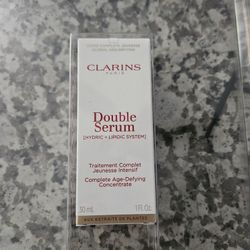 CLARINS
PARIS
Double
Serum
[HYDRIC + LIPIDIC SYSTEM]
Traitement Complet
Jeunesse Intensif
Complete Age-Defying
Concentrate
30 mL
1 Fl. Oz.
AUX EXTRAITS DE PLANTES